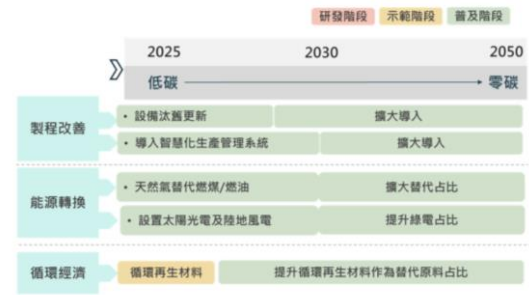 研發階段 示範階段 普及階段
2025 2030 2050
低碳 零碳
製程改善
• 設備汰舊更新 擴大導入
• 導入智慧化生產管理系統 擴大導入
能源轉換
• 天然氣替代燃煤/燃油 擴大替代占比
• 設置太陽光電及陸地風電 提升綠電占比
循環經濟 循環再生材料 提升循環再生材料作為替代原料占比